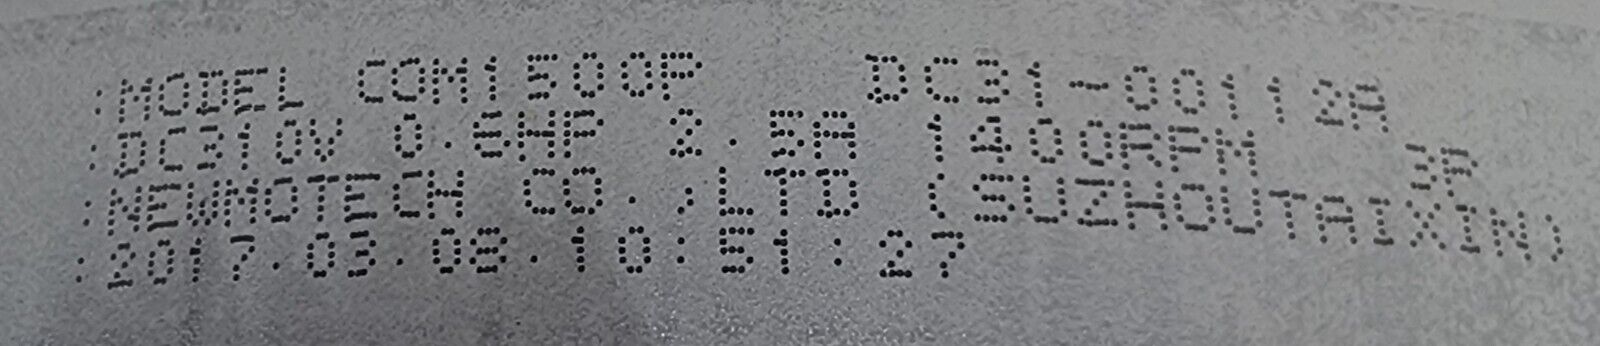 :MODEL COM1500P DC31-00112A
:DC310V 0.6HP 2.5A 1400RPM 3P
:NEWMOTECH CO.,LTD (SUZHOUTAIXIN)
:2017.03.08.10:51:27